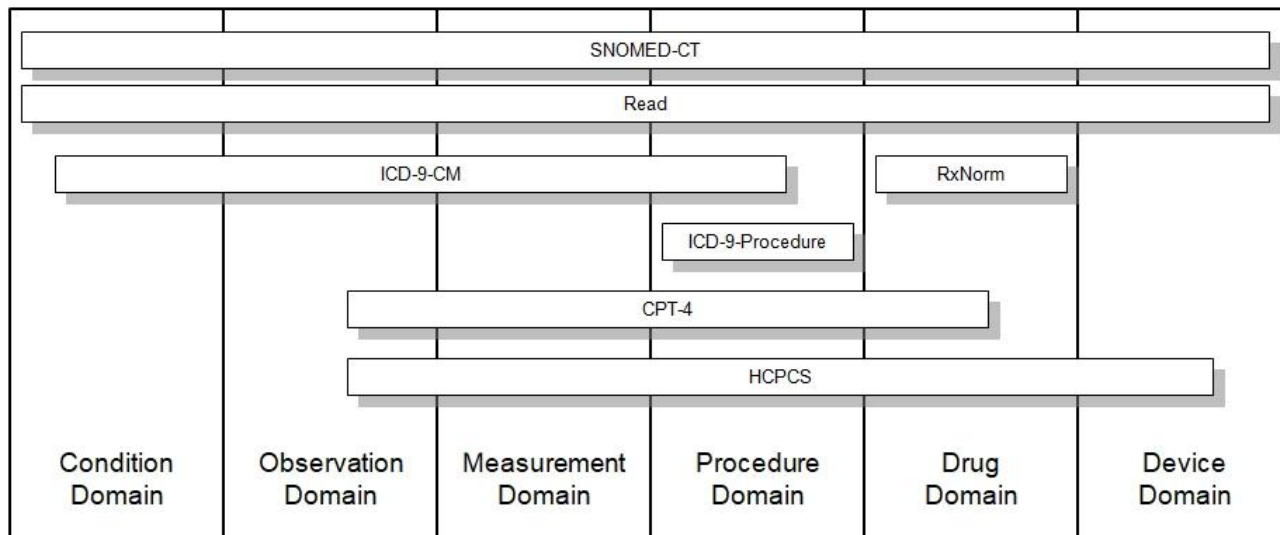 SNOMED-CT
Read
ICD-9-CM
RxNorm
ICD-9-Procedure
CPT-4
HCPCS
Condition
Domain
Observation
Domain
Measurement
Domain
Procedure
Domain
Drug
Domain
Device
Domain